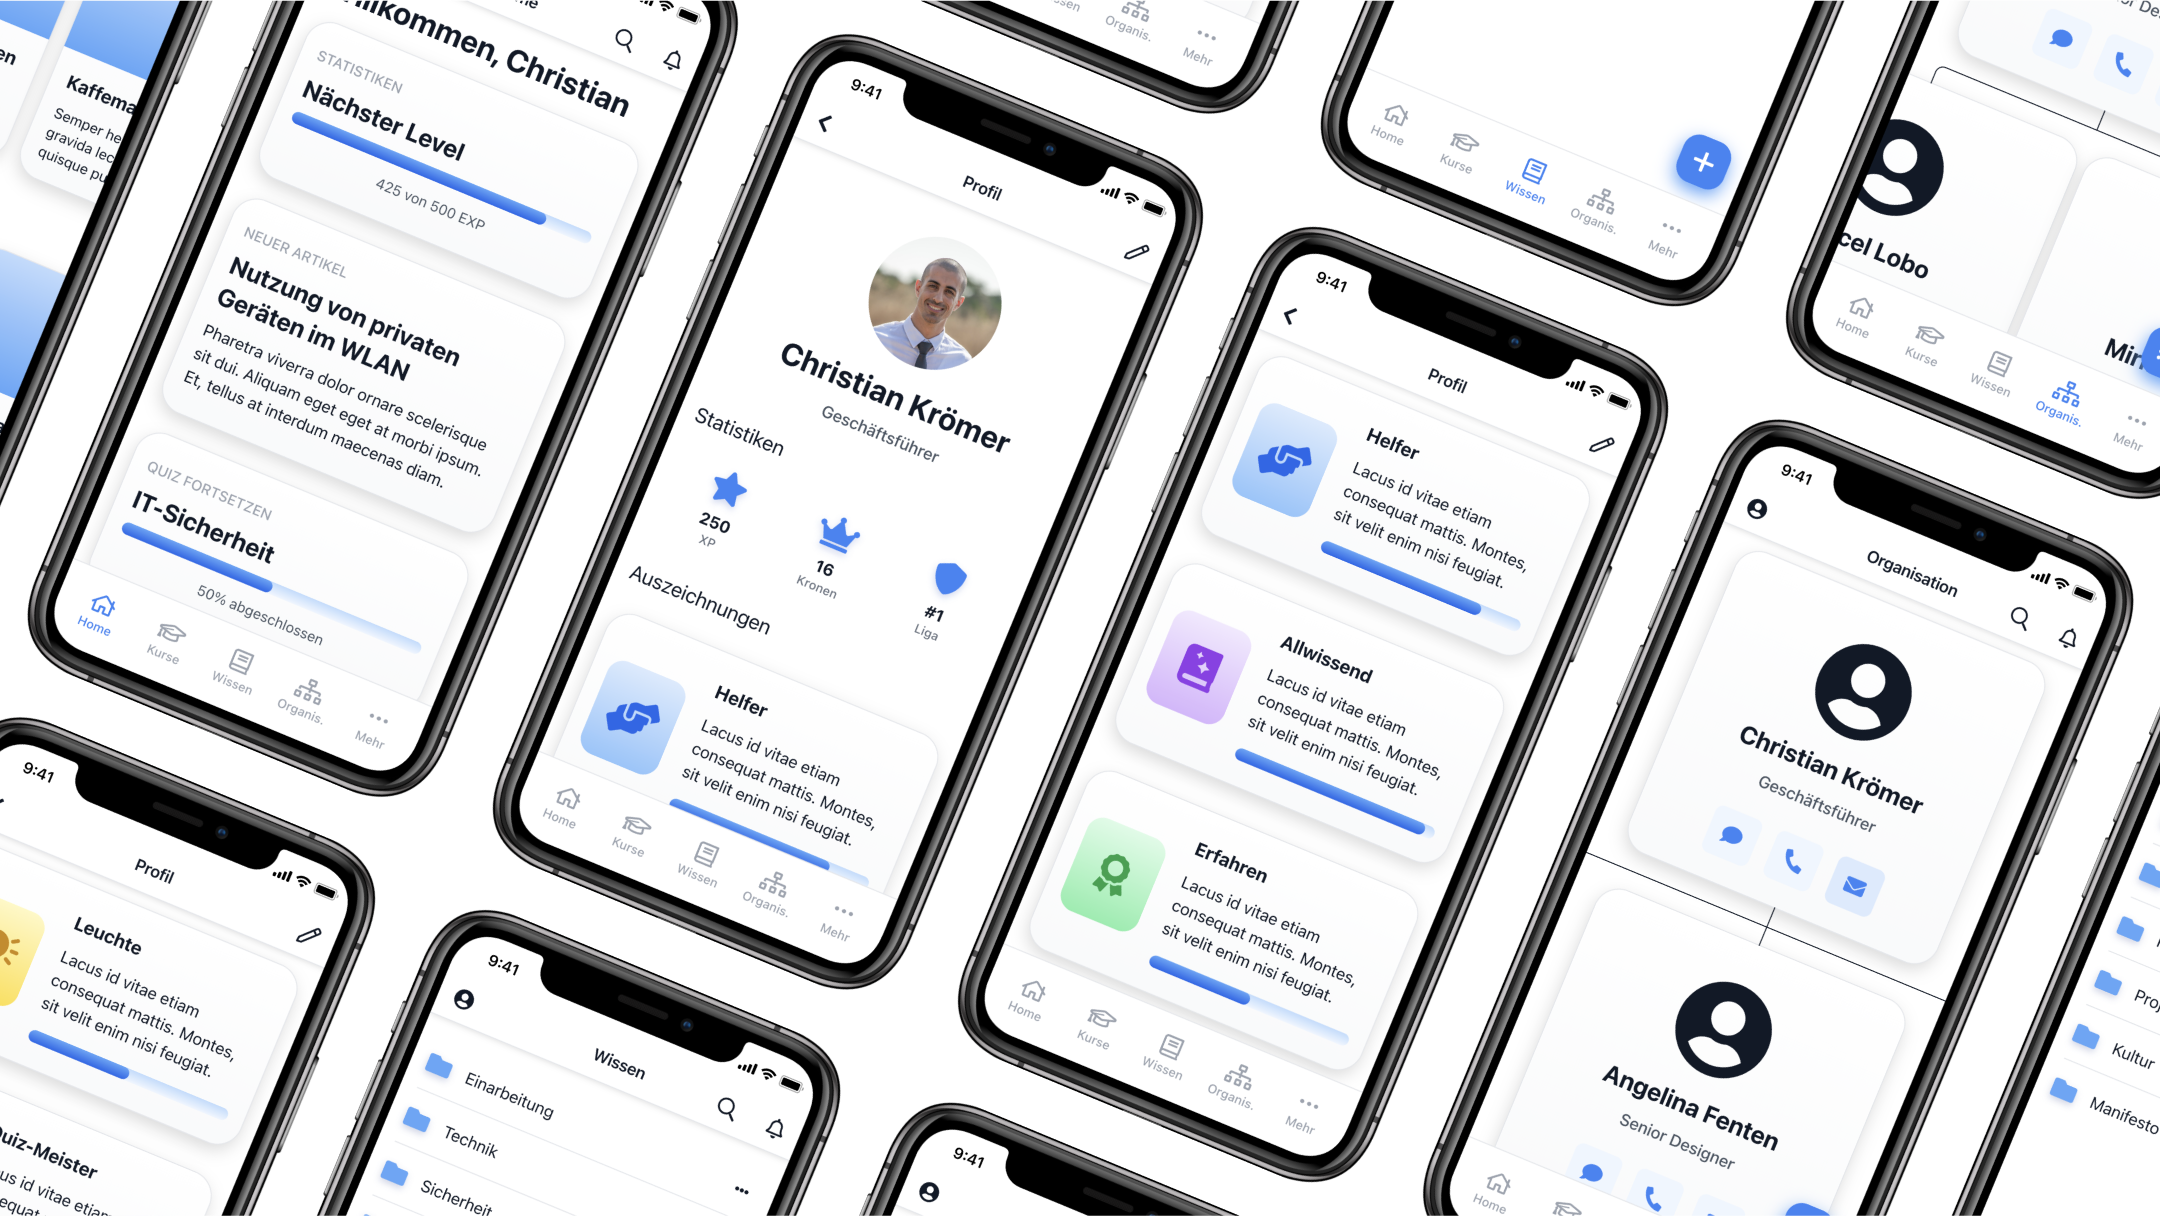 Kaffema
Semper he
gravida lec
quisque pu
lkommen, Christian
STATISTIKEN
Nächster Level
425 von 500 EXP
NEUER ARTIKEL
Nutzung von privaten
Geräten im WLAN
Pharetra viverra dolor ornare scelerisque
sit dui. Aliquam eget eget at morbi ipsum.
Et, tellus at interdum maecenas diam.
QUIZ FORTSETZEN
IT-Sicherheit
50% abgeschlossen
Home
Kurse
Wissen
Organis.
Mehr
9:41
Profil
Christian Krömer
Geschäftsführer
Statistiken
250
XP
16
Kronen
#1
Liga
Auszeichnungen
Helfer
Lacus id vitae etiam
consequat mattis. Montes,
sit velit enim nisi feugiat.
Home
Kurse
Wissen
Organis.
Mehr
Organis.
Mehr
9:41
Profil
Helfer
Lacus id vitae etiam
consequat mattis. Montes,
sit velit enim nisi feugiat.
Allwissend
Lacus id vitae etiam
consequat mattis. Montes,
sit velit enim nisi feugiat.
Erfahren
Lacus id vitae etiam
consequat mattis. Montes,
sit velit enim nisi feugiat.
Home
Kurse
Wissen
Organis.
Mehr
Home
Kurse
Wissen
Organis.
Mehr
cel Lobo
Home
Kurse
Wissen
Organis.
Mehr
9:41
Organisation
Christian Krömer
Geschäftsführer
Angelina Fenten
Senior Designer
Home
Kultur
Manifesto
9:41
Profil
Leuchte
Lacus id vitae etiam
consequat mattis. Montes,
sit velit enim nisi feugiat.
uiz-Meister
us id vitae etiam
9:41
Wissen
Einarbeitung
Technik
Sicherheit
9:41